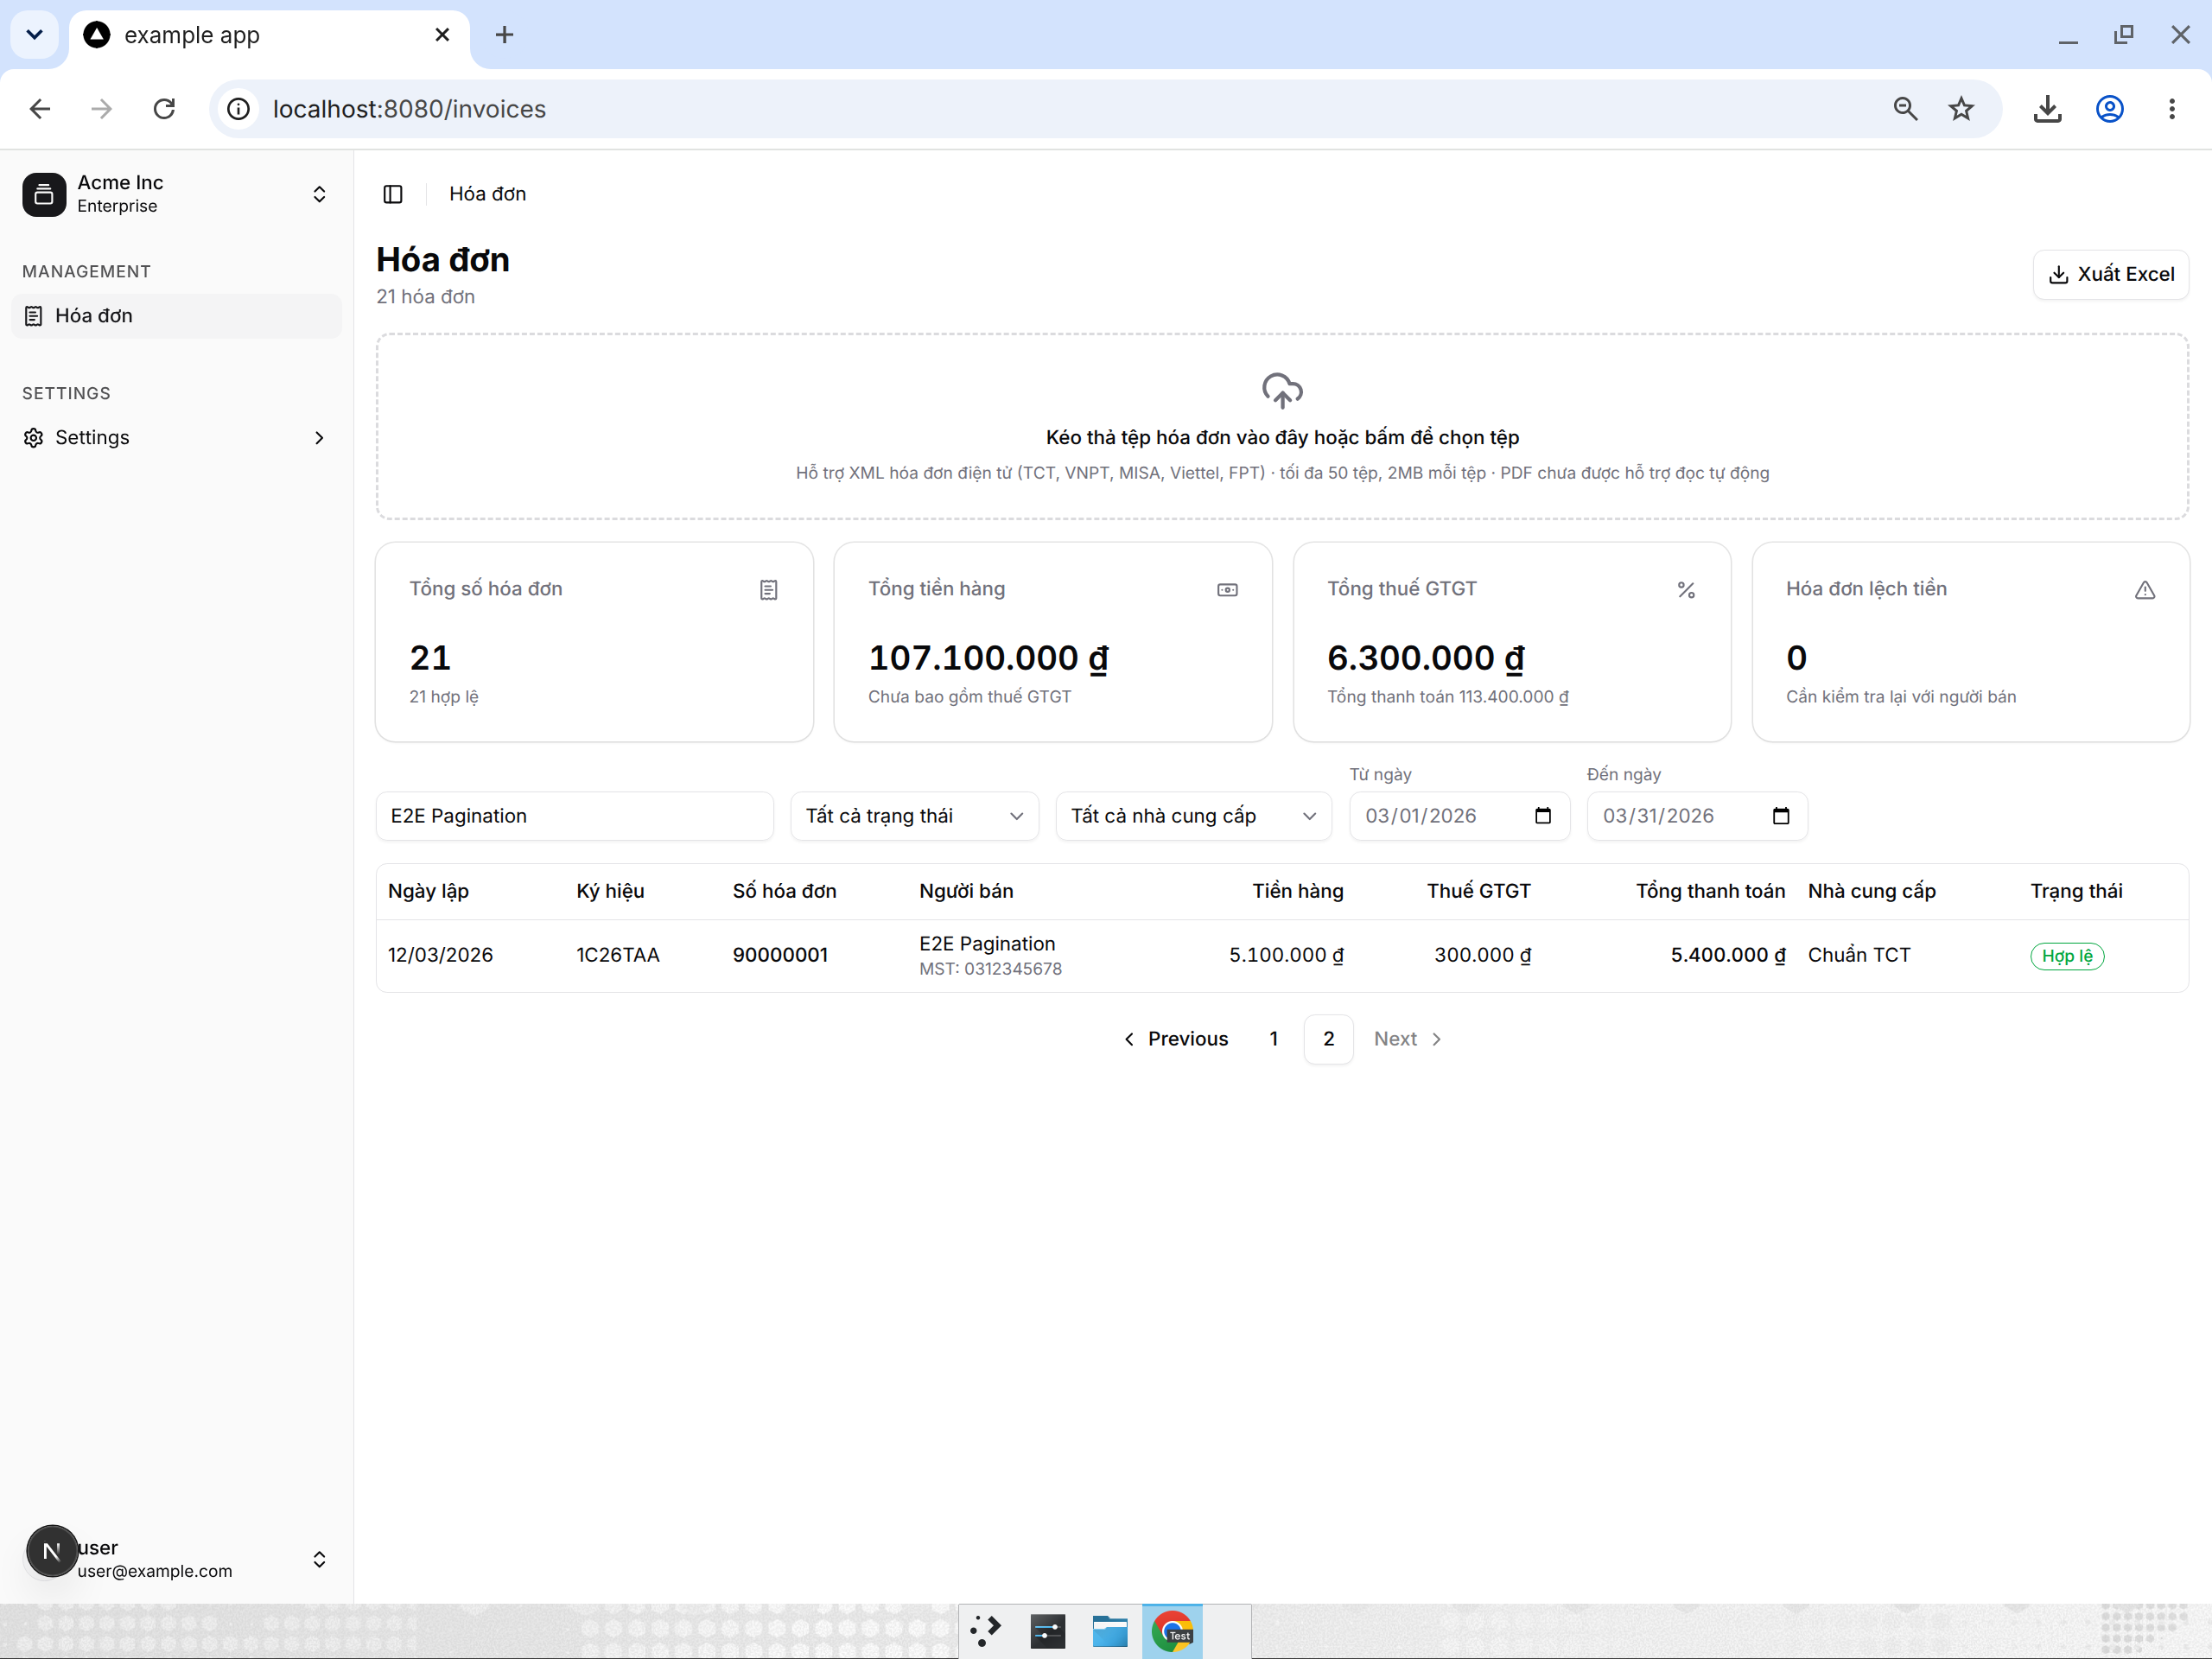 example app
localhost:8080/invoices
Acme Inc
Enterprise
MANAGEMENT
Hóa đơn
SETTINGS
Settings
Hóa đơn
Hóa đơn
21 hóa đơn
Xuất Excel
Kéo thả tệp hóa đơn vào đây hoặc bấm để chọn tệp
Hỗ trợ XML hóa đơn điện tử (TCT, VNPT, MISA, Viettel, FPT) · tối đa 50 tệp, 2MB mỗi tệp · PDF chưa được hỗ trợ đọc tự động
Tổng số hóa đơn
21
21 hợp lệ
Tổng tiền hàng
107.100.000 ₫
Chưa bao gồm thuế GTGT
Tổng thuế GTGT
6.300.000 ₫
Tổng thanh toán 113.400.000 ₫
Hóa đơn lệch tiền
0
Cần kiểm tra lại với người bán
Từ ngày
Đến ngày
E2E Pagination
Tất cả trạng thái
Tất cả nhà cung cấp
03/01/2026
03/31/2026
Ngày lập Ký hiệu Số hóa đơn Người bán Tiền hàng Thuế GTGT Tổng thanh toán Nhà cung cấp Trạng thái
12/03/2026 1C26TAA 90000001 E2E Pagination 5.100.000 ₫ 300.000 ₫ 5.400.000 ₫ Chuẩn TCT Hợp lệ
MST: 0312345678
Previous 1 2 Next
N
user
user@example.com
Test